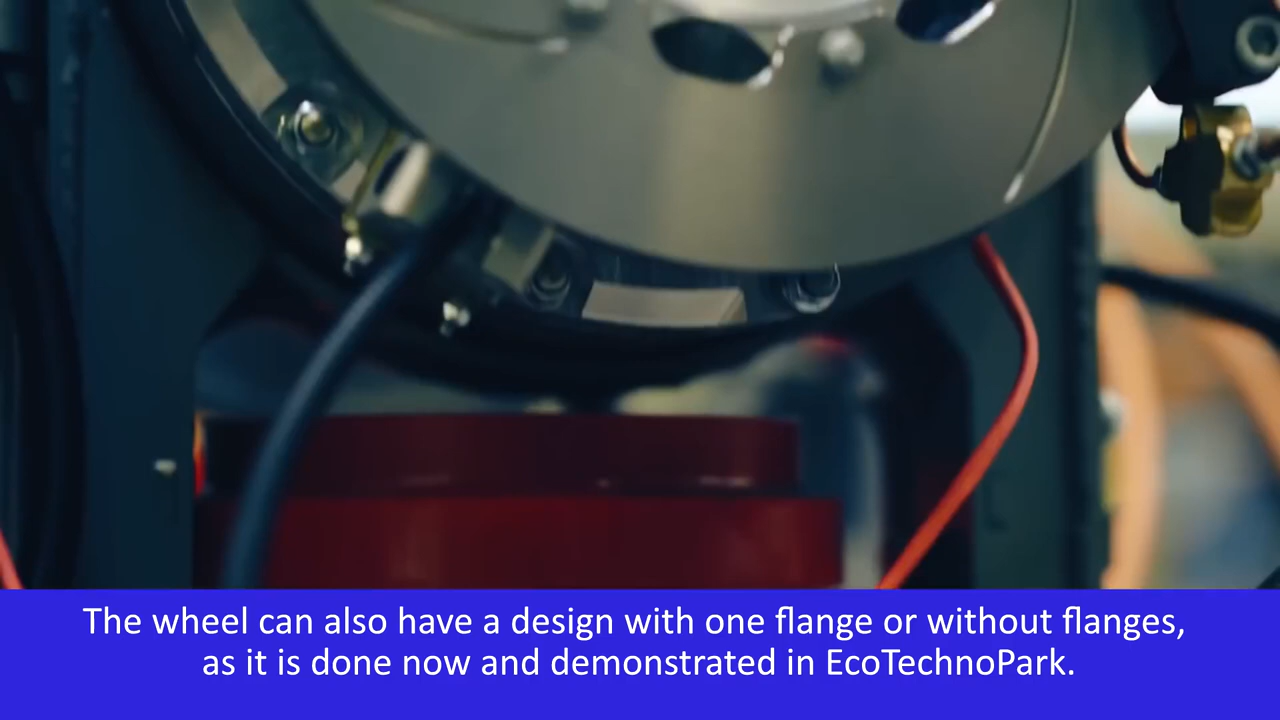 The wheel can also have a design with one flange or without flanges,
as it is done now and demonstrated in EcoTechnoPark.